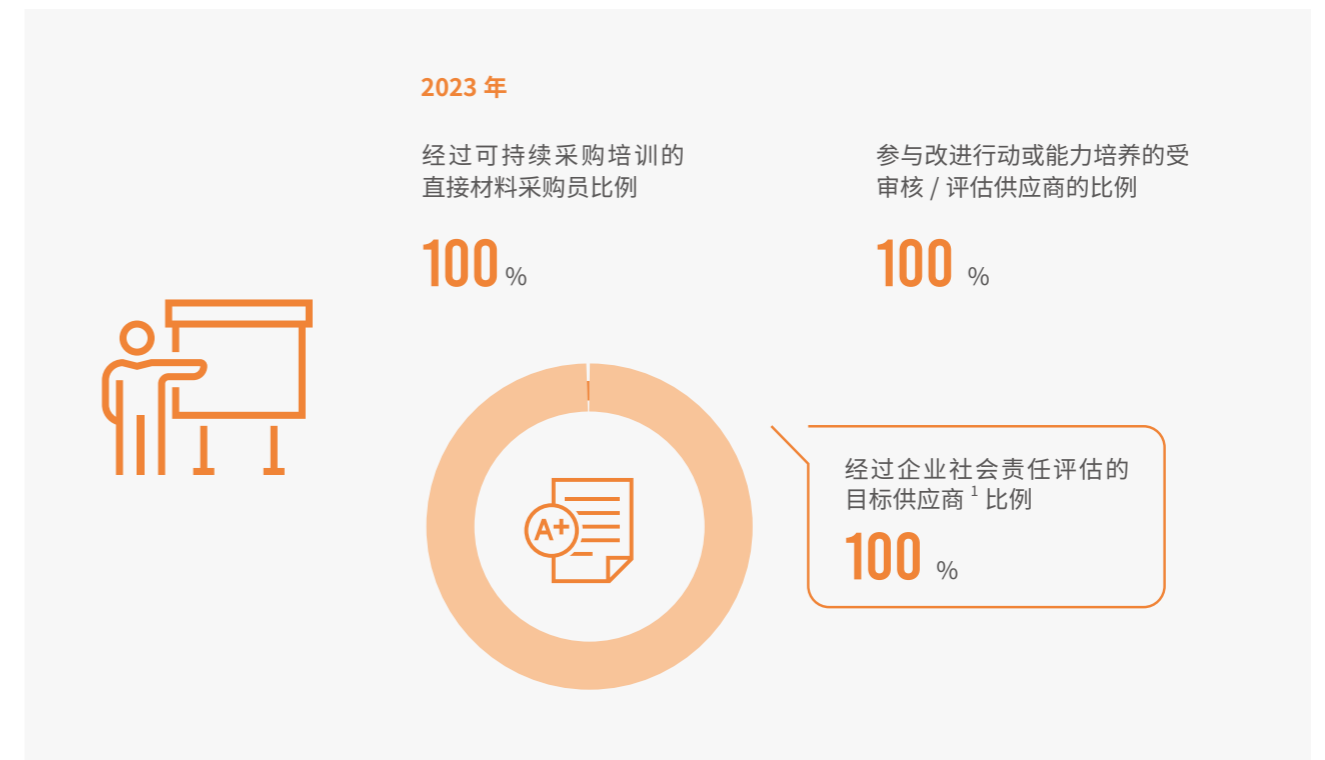 2023 年
经过可持续采购培训的
直接材料采购员比例
100 %
参与改进行动或能力培养的受
审核 / 评估供应商的比例
100 %
A+
经过企业社会责任评估的
目标供应商 1 比例
100 %